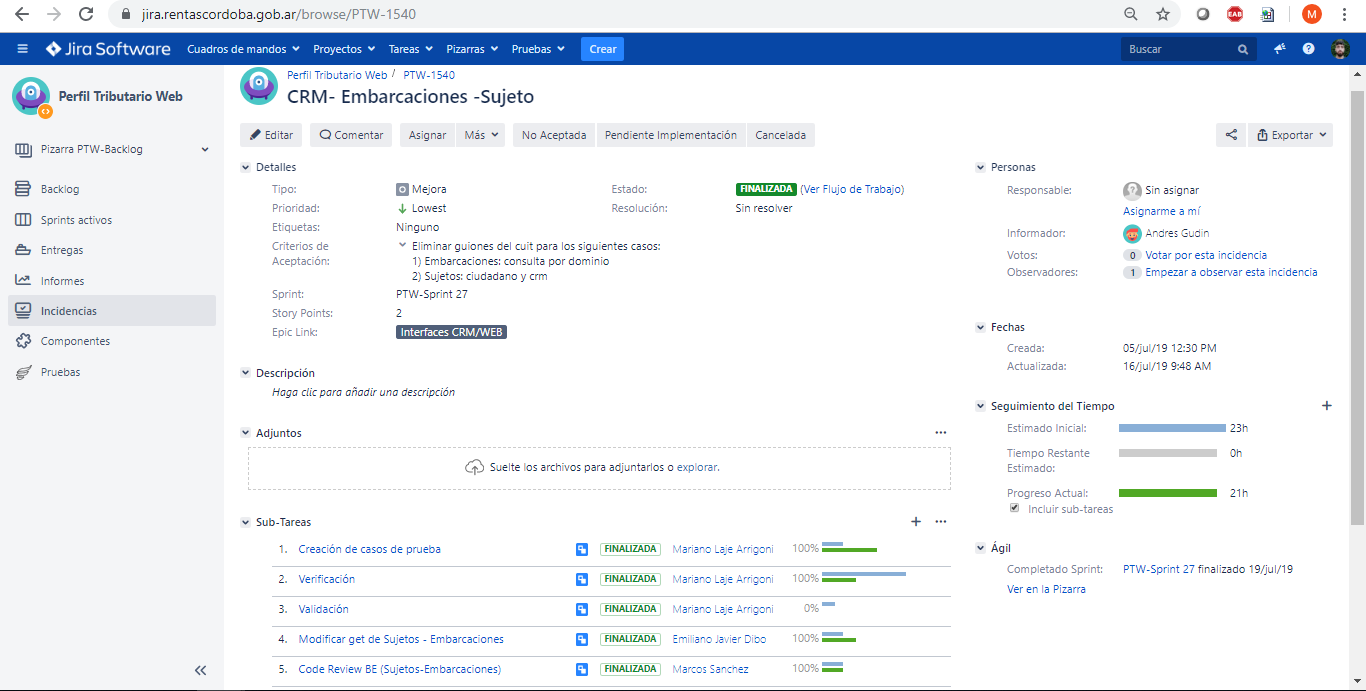 jira.rentascordoba.gob.ar/browse/PTW-1540
EAB
M
Jira Software
Cuadros de mandos
Proyectos
Tareas
Pizarras
Pruebas
Crear
Buscar
Perfil Tributario Web
Pizarra PTW-Backlog
Backlog
Sprints activos
Entregas
Informes
Incidencias
Componentes
Pruebas
Perfil Tributario Web / PTW-1540
CRM- Embarcaciones -Sujeto
Editar
Comentar
Asignar
Más
No Aceptada
Pendiente Implementación
Cancelada
Exportar
Detalles
Tipo: Mejora
Estado: FINALIZADA (Ver Flujo de Trabajo)
Prioridad: Lowest
Resolución: Sin resolver
Etiquetas: Ninguno
Criterios de Aceptación:
Eliminar guiones del cuit para los siguientes casos:
1) Embarcaciones: consulta por dominio
2) Sujetos: ciudadano y crm
Sprint: PTW-Sprint 27
Story Points: 2
Epic Link: Interfaces CRM/WEB
Descripción
Haga clic para añadir una descripción
Adjuntos
Suelte los archivos para adjuntarlos o explorar.
Sub-Tareas
1. Creación de casos de prueba FINALIZADA Mariano Laje Arrigoni 100%
2. Verificación FINALIZADA Mariano Laje Arrigoni 100%
3. Validación FINALIZADA Mariano Laje Arrigoni 0%
4. Modificar get de Sujetos - Embarcaciones FINALIZADA Emiliano Javier Dibo 100%
5. Code Review BE (Sujetos-Embarcaciones) FINALIZADA Marcos Sanchez 100%
Personas
Responsable: Sin asignar
Asignarme a mí
Informador: Andres Gudin
Votos: 0 Votar por esta incidencia
Observadores: 1 Empezar a observar esta incidencia
Fechas
Creada: 05/jul/19 12:30 PM
Actualizada: 16/jul/19 9:48 AM
Seguimiento del Tiempo
Estimado Inicial: 23h
Tiempo Restante Estimado: 0h
Progreso Actual: 21h
Incluir sub-tareas
Ágil
Completado Sprint: PTW-Sprint 27 finalizado 19/jul/19
Ver en la Pizarra